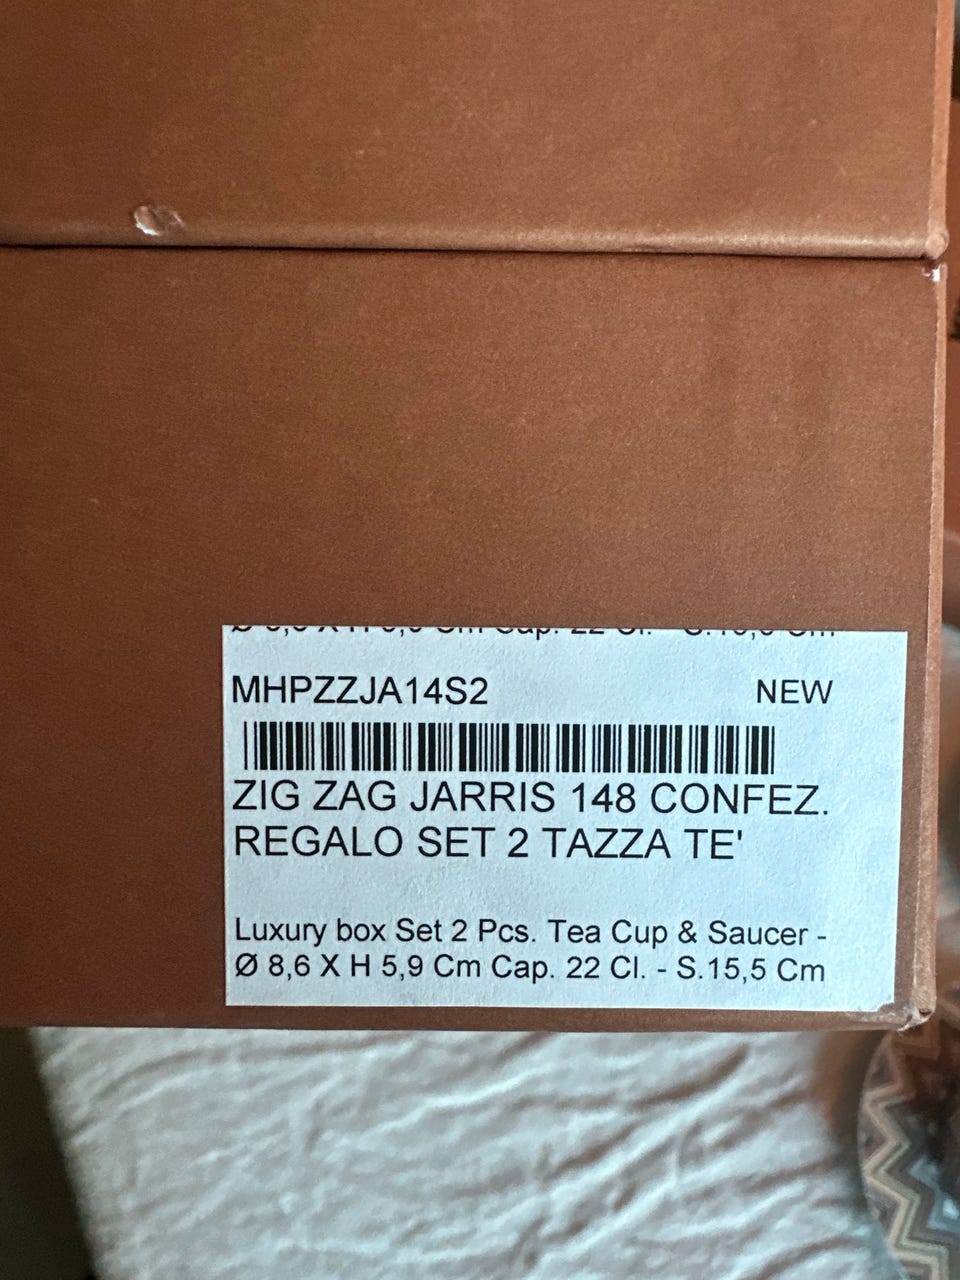 MHPZZJA14S2 NEW
ZIG ZAG JARRIS 148 CONFEZ.
REGALO SET 2 TAZZA TE'
Luxury box Set 2 Pcs. Tea Cup & Saucer -
Ø 8,6 X H 5,9 Cm Cap. 22 Cl. - S.15,5 Cm